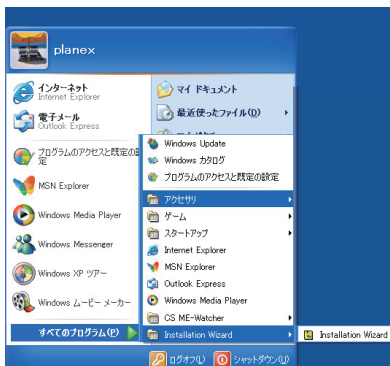 planex
インターネット
Internet Explorer
電子メール
Outlook Express
プログラムのアクセスと既定の設
定
MSN Explorer
Windows Media Player
Windows Messenger
Windows XP ツアー
Windows ムービー メーカー
すべてのプログラム(P)
マイ ドキュメント
最近使ったファイル(D)
Windows Update
Windows カタログ
プログラムのアクセスと既定の設定
アクセサリ
ゲーム
スタートアップ
Internet Explorer
MSN Explorer
Outlook Express
Windows Media Player
CS ME-Watcher
Installation Wizard
Installation Wizard
ログオフ(L)
シャットダウン(U)